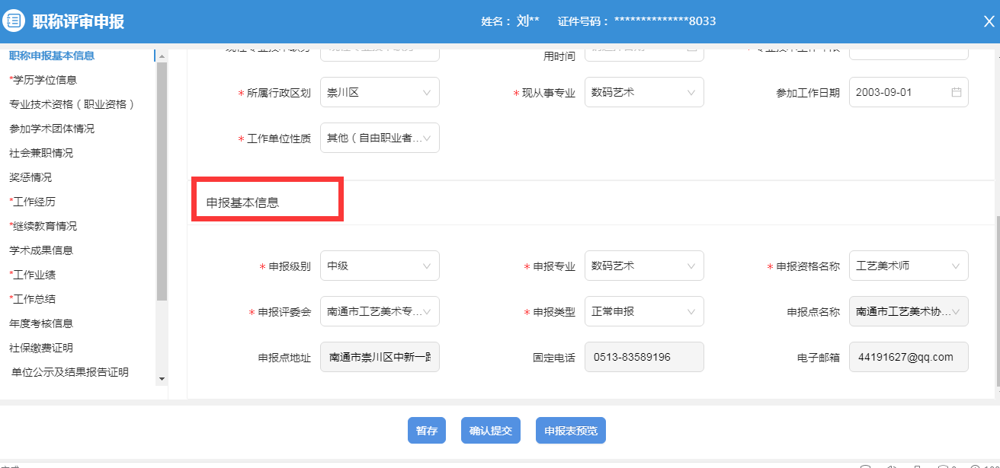 职称评审申报 姓名： 刘** 证件号码： **************8033 X
职称申报基本信息
*学历学位信息
专业技术资格（职业资格）
参加学术团体情况
社会兼职情况
奖惩情况
*工作经历
*继续教育情况
学术成果信息
*工作业绩
*工作总结
年度考核信息
社保缴费证明
单位公示及结果报告证明
用时间
* 所属行政区划 崇川区 * 现从事专业 数码艺术 参加工作日期 2003-09-01
* 工作单位性质 其他（自由职业者...
申报基本信息
* 申报级别 中级 * 申报专业 数码艺术 * 申报资格名称 工艺美术师
* 申报评委会 南通市工艺美术专... * 申报类型 正常申报 申报点名称 南通市工艺美术协...
申报点地址 南通市崇川区中新一 固定电话 0513-83589196 电子邮箱 44191627@qq.com
暂存 确认提交 申报表预览